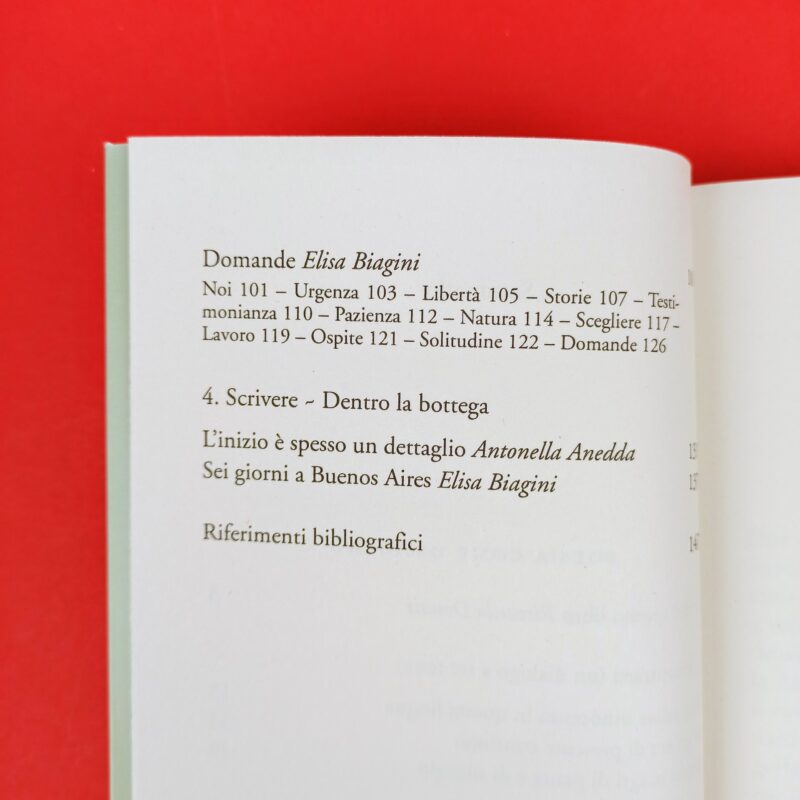 Domande Elisa Biagini
Noi 101 – Urgenza 103 – Libertà 105 – Storie 107 – Testi-
monianza 110 – Pazienza 112 – Natura 114 – Scegliere 117 –
Lavoro 119 – Ospite 121 – Solitudine 122 – Domande 126
4. Scrivere ~ Dentro la bottega
L’inizio è spesso un dettaglio Antonella Anedda
Sei giorni a Buenos Aires Elisa Biagini
Riferimenti bibliografici